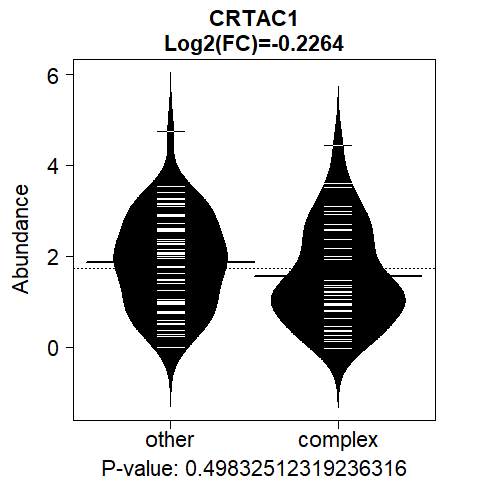 CRTAC1
Log2(FC)=-0.2264
Abundance
6
4
2
0
other complex
P-value: 0.49832512319236316